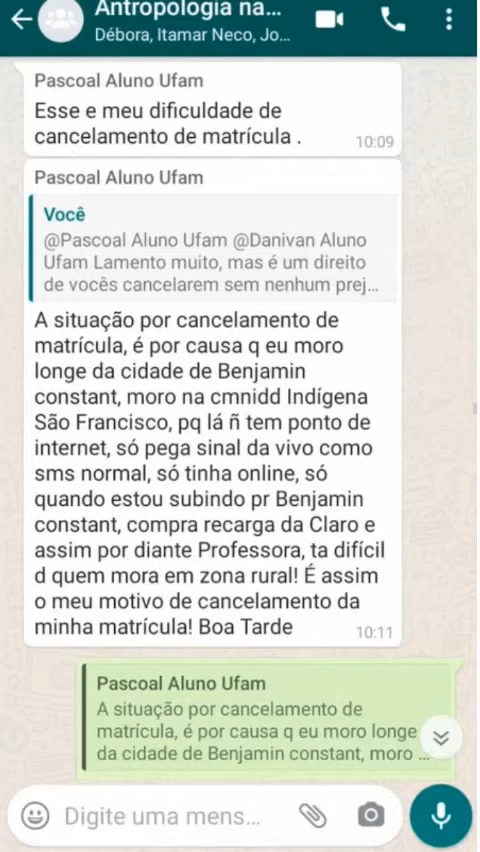 Antropologia na...
Débora, Itamar Neco, Jo...
Pascoal Aluno Ufam
Esse e meu dificuldade de
cancelamento de matrícula .
10:09
Pascoal Aluno Ufam
Você
@Pascoal Aluno Ufam @Danivan Aluno
Ufam Lamento muito, mas é um direito
de vocês cancelarem sem nenhum prej...
A situação por cancelamento de
matrícula, é por causa q eu moro
longe da cidade de Benjamin
constant, moro na cmnidd Indígena
São Francisco, pq lá ñ tem ponto de
internet, só pega sinal da vivo como
sms normal, só tinha online, só
quando estou subindo pr Benjamin
constant, compra recarga da Claro e
assim por diante Professora, ta difícil
d quem mora em zona rural! É assim
o meu motivo de cancelamento da
minha matrícula! Boa Tarde
10:11
Pascoal Aluno Ufam
A situação por cancelamento de
matrícula, é por causa q eu moro longe
da cidade de Benjamin constant, moro ...
Digite uma mens...